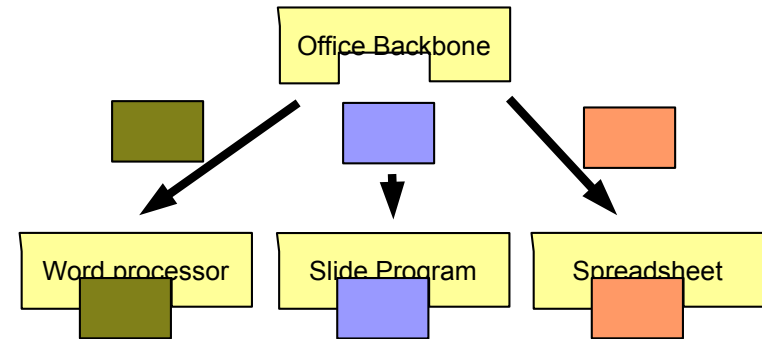 Office Backbone
Word processor
Slide Program
Spreadsheet